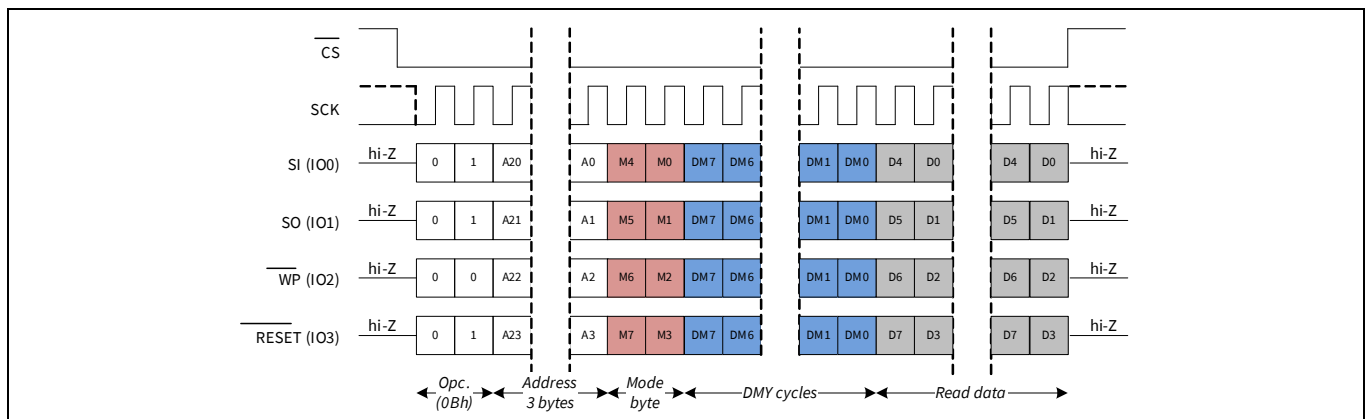 CS
SCK
SI (IO0) hi-Z 0 1 A20 A0 M4 M0 DM7 DM6 DM1 DM0 D4 D0 D4 D0 hi-Z
SO (IO1) hi-Z 0 1 A21 A1 M5 M1 DM7 DM6 DM1 DM0 D5 D1 D5 D1 hi-Z
WP (IO2) hi-Z 0 0 A22 A2 M6 M2 DM7 DM6 DM1 DM0 D6 D2 D6 D2 hi-Z
RESET (IO3) hi-Z 0 1 A23 A3 M7 M3 DM7 DM6 DM1 DM0 D7 D3 D7 D3 hi-Z
Opc. Address Mode DMY cycles Read data
(0Bh) 3 bytes byte